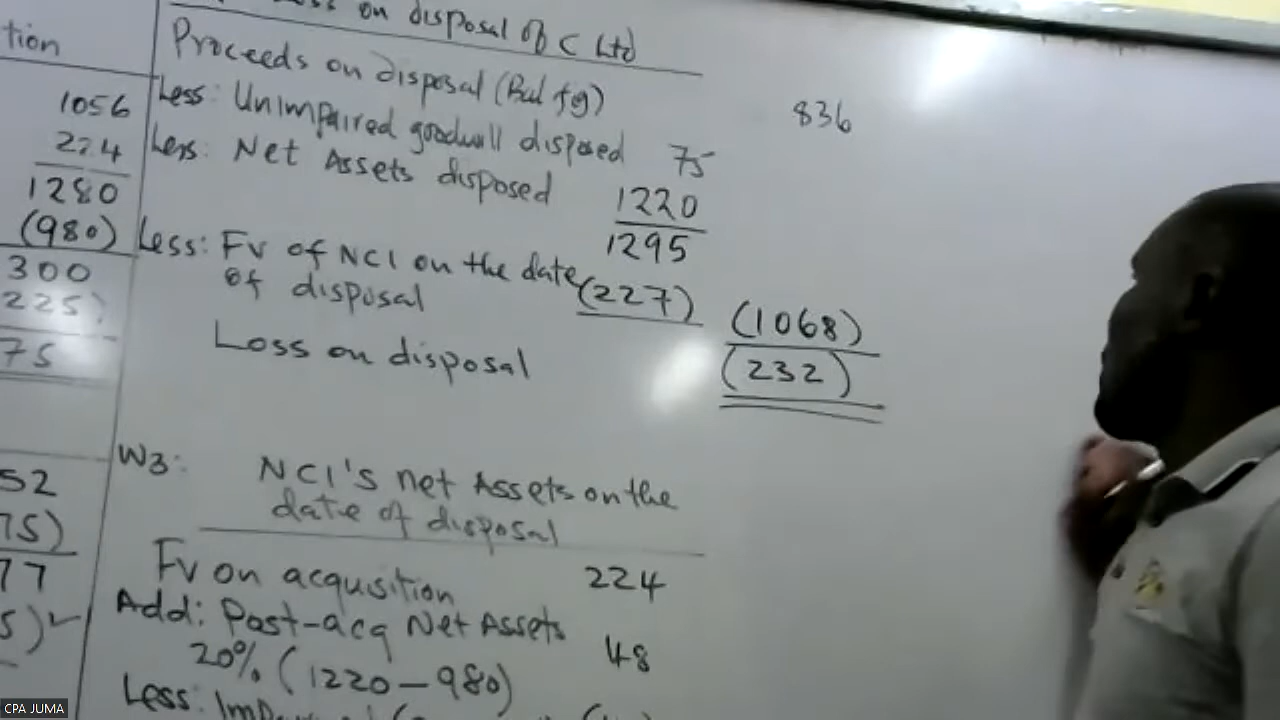 tion
1056
224
1280
(980)
300
225)
75
52
75)
77
5)
on disposal of C Ltd
Proceeds on disposal (Bal fig) 836
Less: Unimpaired goodwill disposed 75
Less: Net Assets disposed 1220
1295
Less: FV of NCI on the date
of disposal (227) (1068)
Loss on disposal (232)
W3: NCI's net Assets on the
date of disposal
FV on acquisition 224
Add: Post-acq Net Assets
20% (1220-980) 48
Less:
CPA JUMA